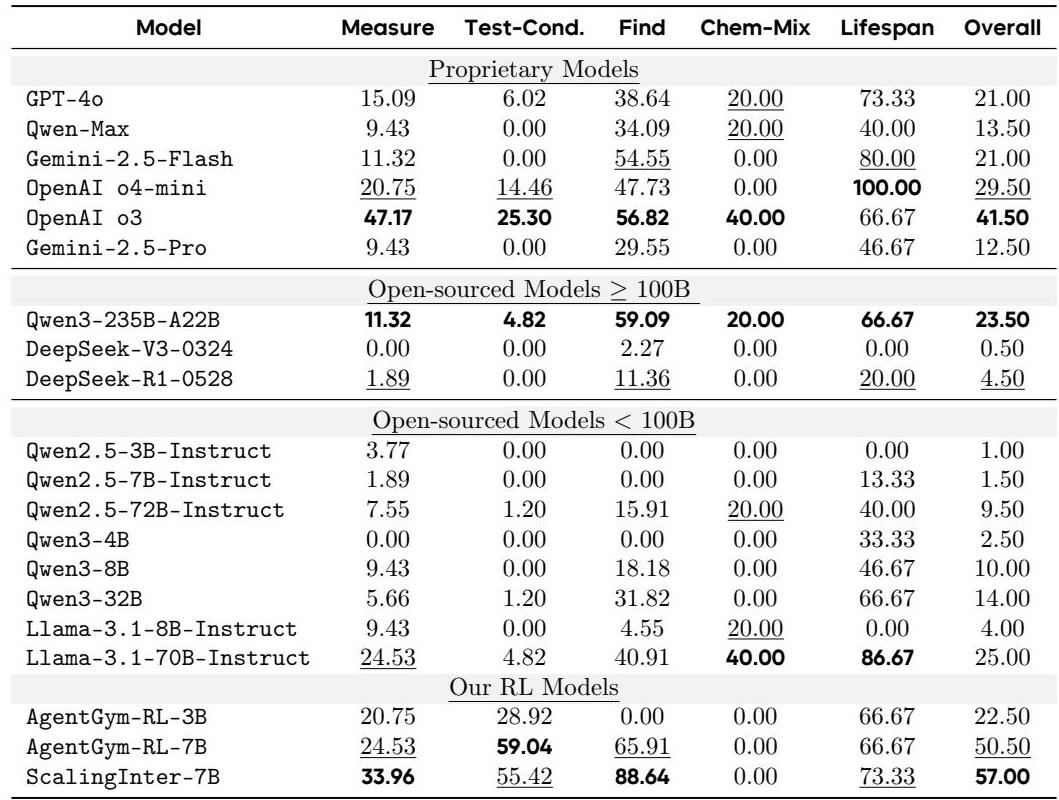 Model Measure Test-Cond. Find Chem-Mix Lifespan Overall
Proprietary Models
GPT-4o 15.09 6.02 38.64 20.00 73.33 21.00
Qwen-Max 9.43 0.00 34.09 20.00 40.00 13.50
Gemini-2.5-Flash 11.32 0.00 54.55 0.00 80.00 21.00
OpenAI o4-mini 20.75 14.46 47.73 0.00 100.00 29.50
OpenAI o3 47.17 25.30 56.82 40.00 66.67 41.50
Gemini-2.5-Pro 9.43 0.00 29.55 0.00 46.67 12.50
Open-sourced Models ≥ 100B
Qwen3-235B-A22B 11.32 4.82 59.09 20.00 66.67 23.50
DeepSeek-V3-0324 0.00 0.00 2.27 0.00 0.00 0.50
DeepSeek-R1-0528 1.89 0.00 11.36 0.00 20.00 4.50
Open-sourced Models < 100B
Qwen2.5-3B-Instruct 3.77 0.00 0.00 0.00 0.00 1.00
Qwen2.5-7B-Instruct 1.89 0.00 0.00 0.00 13.33 1.50
Qwen2.5-72B-Instruct 7.55 1.20 15.91 20.00 40.00 9.50
Qwen3-4B 0.00 0.00 0.00 0.00 33.33 2.50
Qwen3-8B 9.43 0.00 18.18 0.00 46.67 10.00
Qwen3-32B 5.66 1.20 31.82 0.00 66.67 14.00
Llama-3.1-8B-Instruct 9.43 0.00 4.55 20.00 0.00 4.00
Llama-3.1-70B-Instruct 24.53 4.82 40.91 40.00 86.67 25.00
Our RL Models
AgentGym-RL-3B 20.75 28.92 0.00 0.00 66.67 22.50
AgentGym-RL-7B 24.53 59.04 65.91 0.00 66.67 50.50
ScalingInter-7B 33.96 55.42 88.64 0.00 73.33 57.00